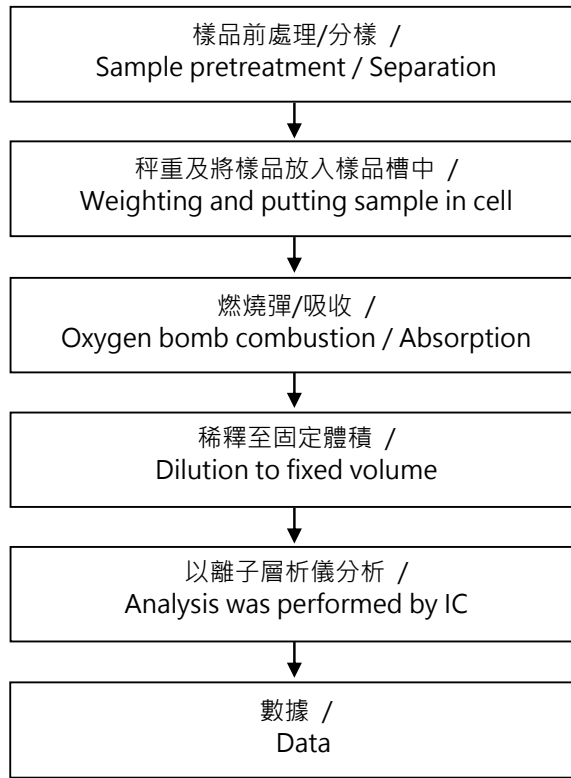 樣品前處理/分樣 /
Sample pretreatment / Separation
秤重及將樣品放入樣品槽中 /
Weighting and putting sample in cell
燃燒彈/吸收 /
Oxygen bomb combustion / Absorption
稀釋至固定體積 /
Dilution to fixed volume
以離子層析儀分析 /
Analysis was performed by IC
數據 /
Data